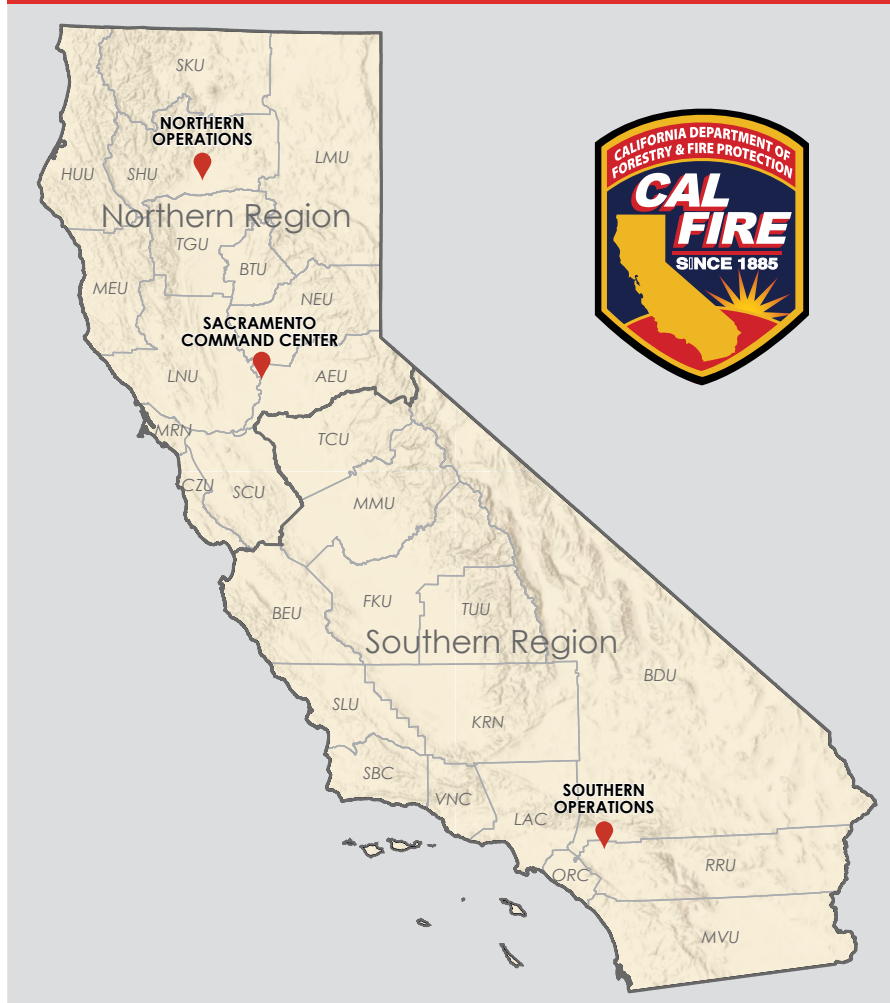 SKU
NORTHERN
OPERATIONS
LMU
HUU
SHU
Northern Region
TGU
BTU
MEU
NEU
SACRAMENTO
COMMAND CENTER
LNU
AEU
MRN
TCU
CZU
SCU
MMU
FKU
BEU
TUU
Southern Region
BDU
SLU
KRN
SBC
VNC
SOUTHERN
OPERATIONS
LAC
RRU
ORC
MVU
CALIFORNIA DEPARTMENT OF
FORESTRY & FIRE PROTECTION
CAL
FIRE
SINCE 1885